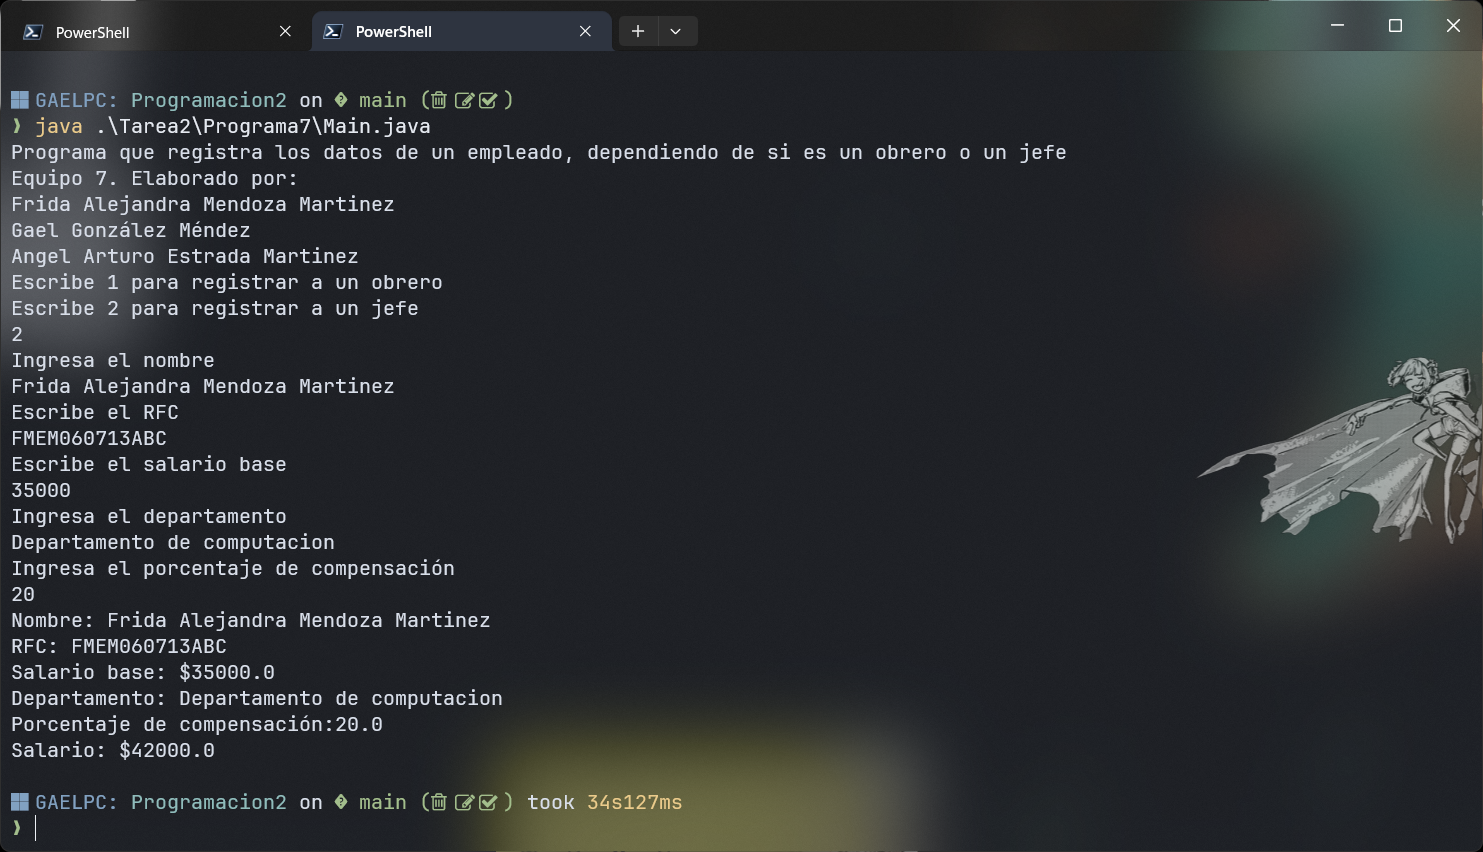 PowerShell
PowerShell
GAELPC: Programacion2 on main ( )
❯ java .\Tarea2\Programa7\Main.java
Programa que registra los datos de un empleado, dependiendo de si es un obrero o un jefe
Equipo 7. Elaborado por:
Frida Alejandra Mendoza Martinez
Gael González Méndez
Angel Arturo Estrada Martinez
Escribe 1 para registrar a un obrero
Escribe 2 para registrar a un jefe
2
Ingresa el nombre
Frida Alejandra Mendoza Martinez
Escribe el RFC
FMEM060713ABC
Escribe el salario base
35000
Ingresa el departamento
Departamento de computacion
Ingresa el porcentaje de compensación
20
Nombre: Frida Alejandra Mendoza Martinez
RFC: FMEM060713ABC
Salario base: $35000.0
Departamento: Departamento de computacion
Porcentaje de compensación:20.0
Salario: $42000.0
GAELPC: Programacion2 on main ( ) took 34s127ms
❯